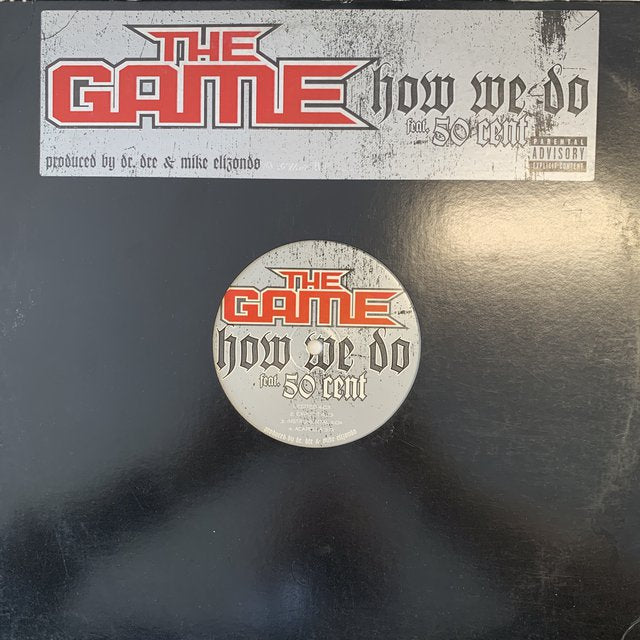 THE
GAME
how we do
feat. 50 cent
produced by dr. dre & mike elizondo
PARENTAL
ADVISORY
EXPLICIT CONTENT
THE
GAME
how we do
feat. 50 cent
produced by dr. dre & mike elizondo